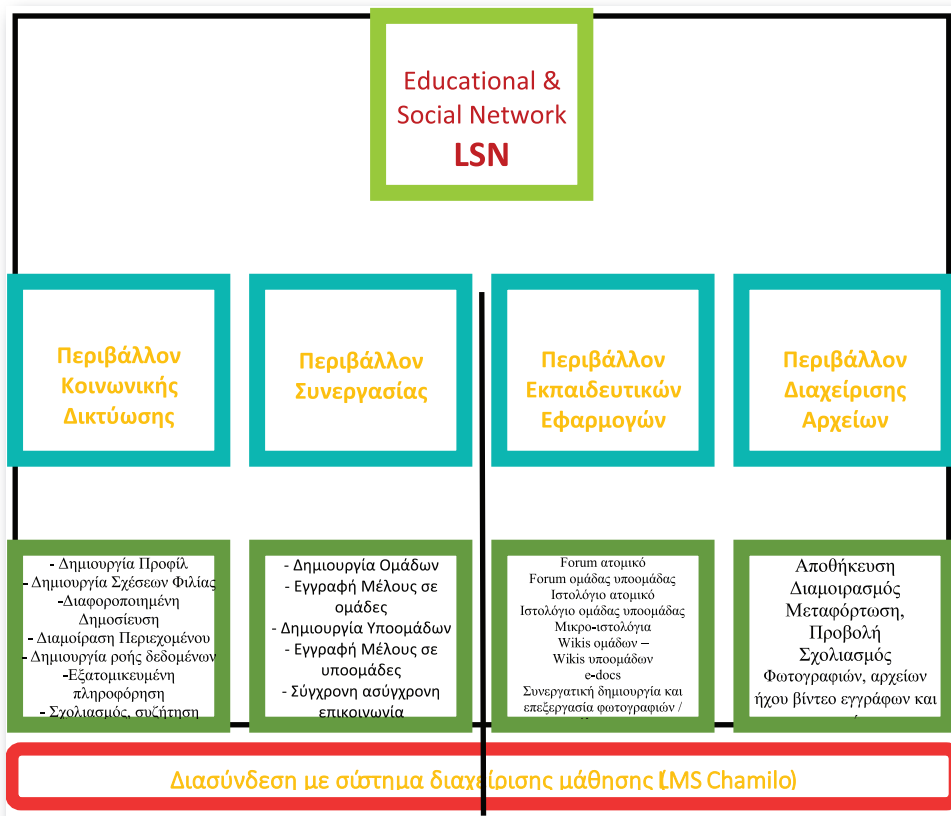 Educational &
Social Network
LSN
Περιβάλλον
Κοινωνικής
Δικτύωσης
Περιβάλλον
Συνεργασίας
Περιβάλλον
Εκπαιδευτικών
Εφαρμογών
Περιβάλλον
Διαχείρισης
Αρχείων
- Δημιουργία Προφίλ
- Δημιουργία Σχέσεων Φιλίας
-Διαφοροποιημένη
Δημοσίευση
- Διαμοίραση Περιεχομένου
- Δημιουργία ροής δεδομένων
-Εξατομικευμένη
πληροφόρηση
- Σχολιασμός, συζήτηση
- Δημιουργία Ομάδων
- Εγγραφή Μέλους σε
ομάδες
- Δημιουργία Υποομάδων
- Εγγραφή Μέλους σε
υποομάδες
- Σύγχρονη ασύγχρονη
επικοινωνία
Forum ατομικό
Forum ομάδας υποομάδας
Ιστολόγιο ατομικό
Ιστολόγιο ομάδας υποομάδας
Μικρο-ιστολόγια
Wikis ομάδων –
Wikis υποομάδων
e-docs
Συνεργατική δημιουργία και
επεξεργασία φωτογραφιών /
Αποθήκευση
Διαμοιρασμός
Μεταφόρτωση,
Προβολή
Σχολιασμός
Φωτογραφιών, αρχείων
ήχου βίντεο εγγράφων και
Διασύνδεση με σύστημα διαχείρισης μάθησης (LMS Chamilo)